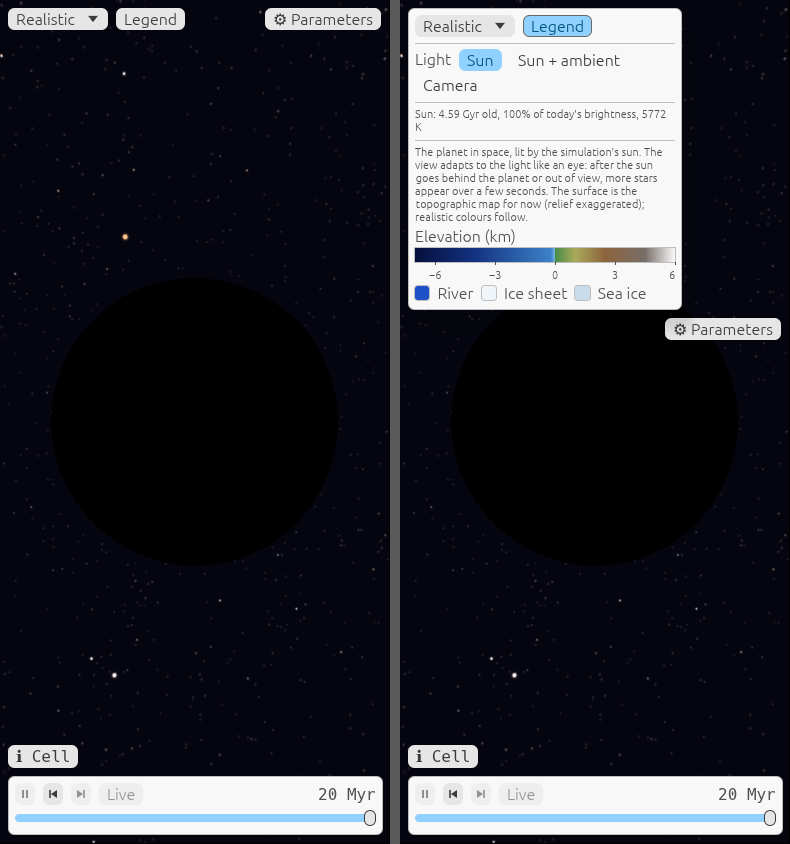 Realistic ▼ Legend ⚙ Parameters
ℹ Cell
Live 20 Myr
Realistic ▼ Legend
Light Sun Sun + ambient
Camera
Sun: 4.59 Gyr old, 100% of today's brightness, 5772
K
The planet in space, lit by the simulation's sun. The
view adapts to the light like an eye: after the sun
goes behind the planet or out of view, more stars
appear over a few seconds. The surface is the
topographic map for now (relief exaggerated);
realistic colours follow.
Elevation (km)
−6 −3 0 3 6
River Ice sheet Sea ice
⚙ Parameters
ℹ Cell
Live 20 Myr